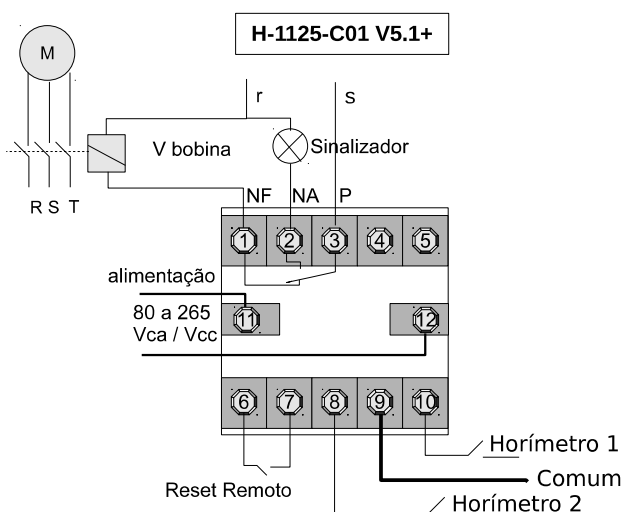 H-1125-C01 V5.1+
M
r
s
V bobina
Sinalizador
R S T
NF NA P
1 2 3 4 5
alimentação
80 a 265
Vca / Vcc
11 12
6 7 8 9 10
Horímetro 1
Comum
Reset Remoto
Horímetro 2